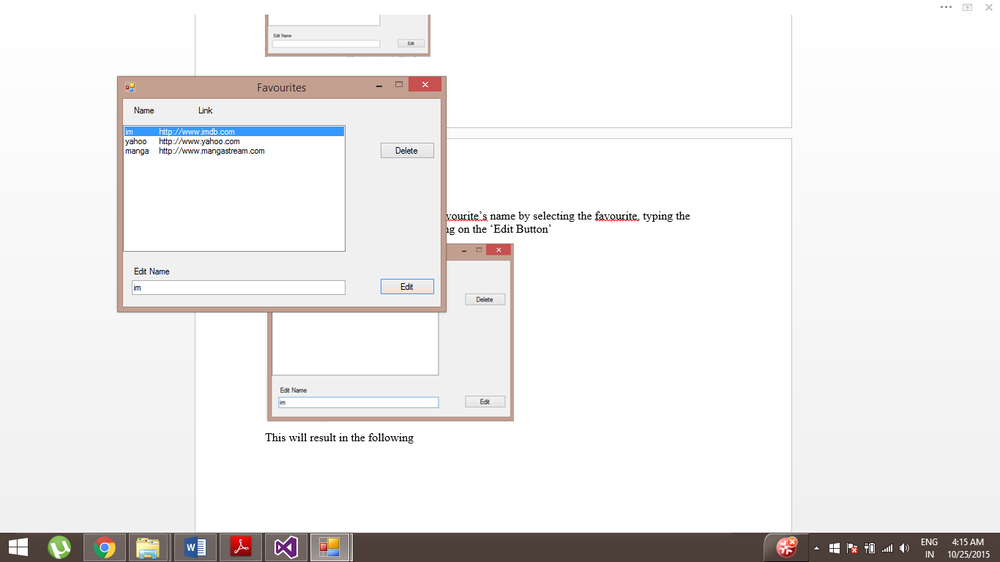 Edit Name
Edit
Favourites
Name Link
im http://www.imdb.com
yahoo http://www.yahoo.com
manga http://www.mangastream.com
Delete
Edit Name
im
Edit
vourite's name by selecting the favourite, typing the
ng on the 'Edit Button'
Delete
Edit Name
im
Edit
This will result in the following
ENG
IN
4:15 AM
10/25/2015